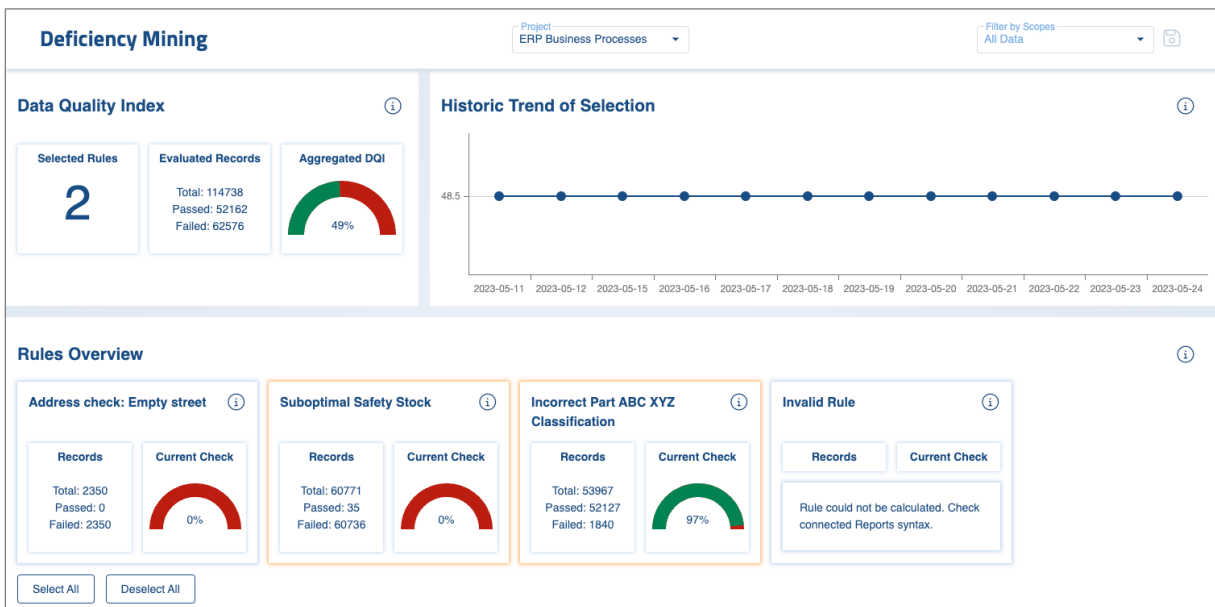 Deficiency Mining
Project
ERP Business Processes
Filter by Scopes
All Data
Data Quality Index
Selected Rules
2
Evaluated Records
Total: 114738
Passed: 52162
Failed: 62576
Aggregated DQI
49%
Historic Trend of Selection
48.5
2023-05-11 2023-05-12 2023-05-15 2023-05-16 2023-05-17 2023-05-18 2023-05-19 2023-05-20 2023-05-21 2023-05-22 2023-05-23 2023-05-24
Rules Overview
Address check: Empty street
Records
Total: 2350
Passed: 0
Failed: 2350
Current Check
0%
Suboptimal Safety Stock
Records
Total: 60771
Passed: 35
Failed: 60736
Current Check
0%
Incorrect Part ABC XYZ
Classification
Records
Total: 53967
Passed: 52127
Failed: 1840
Current Check
97%
Invalid Rule
Records
Current Check
Rule could not be calculated. Check
connected Reports syntax.
Select All
Deselect All